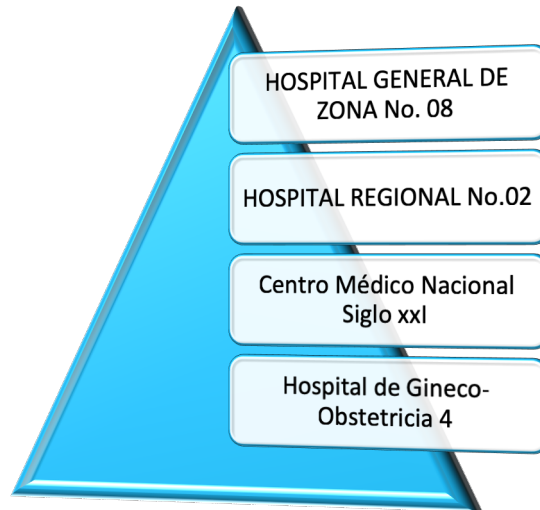 HOSPITAL GENERAL DE
ZONA No. 08
HOSPITAL REGIONAL No.02
Centro Médico Nacional
Siglo xxI
Hospital de Gineco-
Obstetricia 4